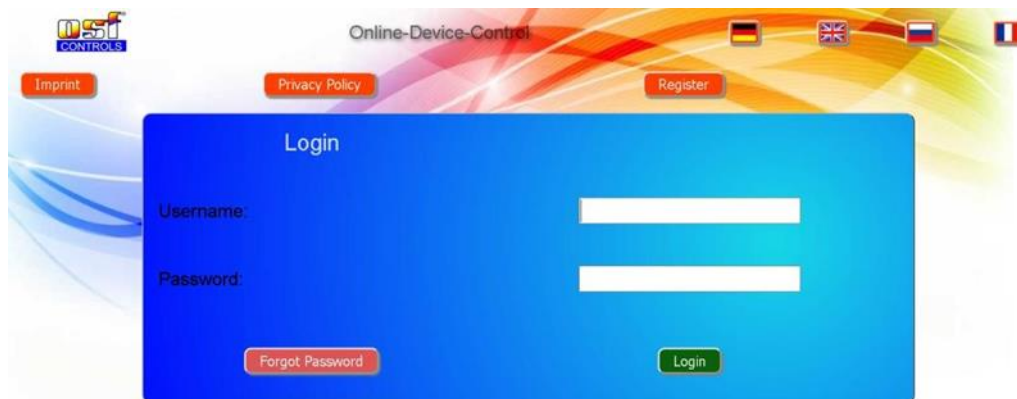 osf
CONTROLS
Online-Device-Control
Imprint
Privacy Policy
Register
Login
Username:
Password:
Forgot Password
Login